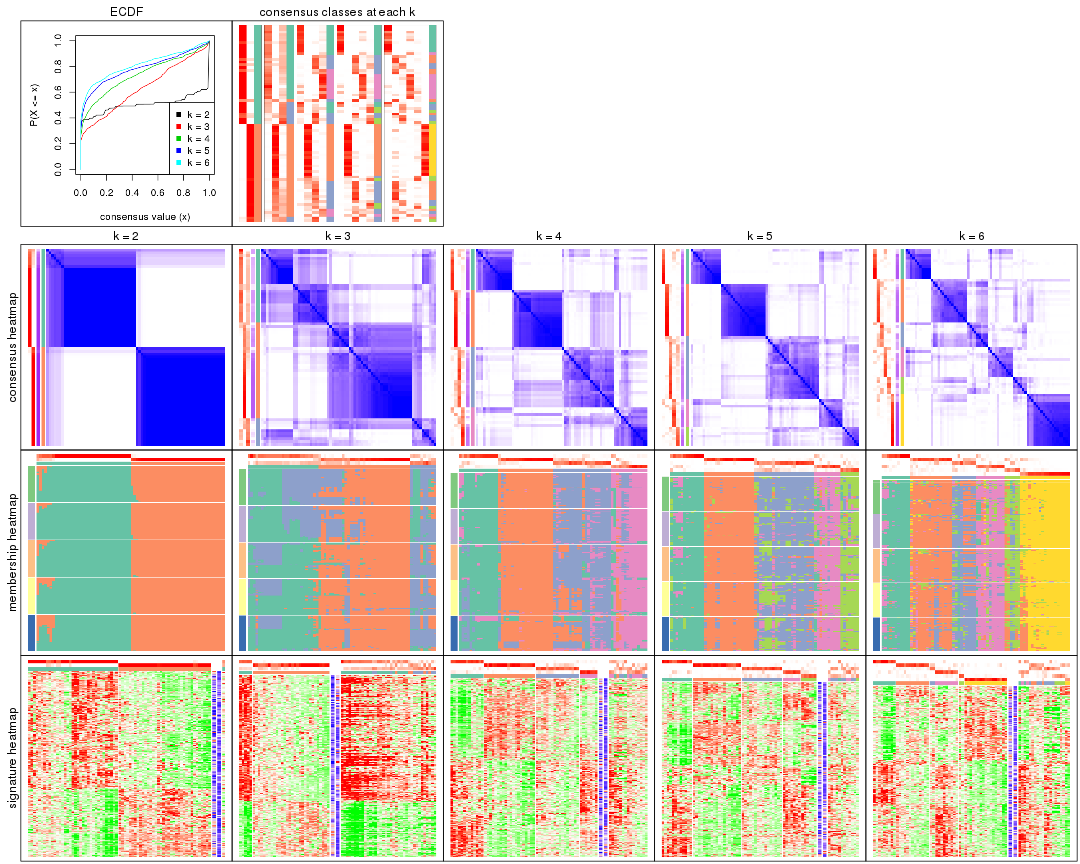 ECDF
consensus classes at each k
P(X <= x)
0.0
0.2
0.4
0.6
0.8
1.0
k = 2
k = 3
k = 4
k = 5
k = 6
0.0 0.2 0.4 0.6 0.8 1.0
consensus value (x)
k = 2
k = 3
k = 4
k = 5
k = 6
consensus heatmap
membership heatmap
signature heatmap